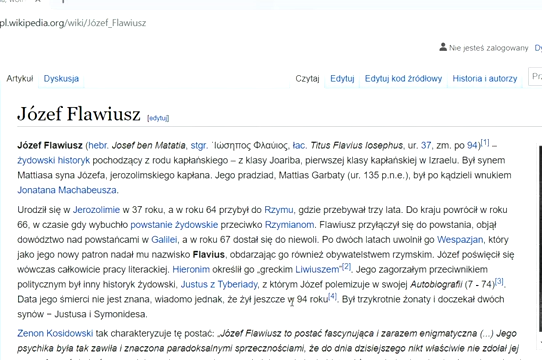 pl.wikipedia.org/wiki/Józef_Flawiusz
Nie jesteś zalogowany
Artykuł Dyskusja Czytaj Edytuj Edytuj kod źródłowy Historia i autorzy
Józef Flawiusz [edytuj]
Józef Flawiusz (hebr. Josef ben Matatia, stgr. Ἰώσηπος Φλαύιος, łac. Titus Flavius Iosephus, ur. 37, zm. po 94)[1] –
żydowski historyk pochodzący z rodu kapłańskiego – z klasy Joariba, pierwszej klasy kapłańskiej w Izraelu. Był synem
Mattiasa syna Józefa, jerozolimskiego kapłana. Jego pradziad, Mattias Garbaty (ur. 135 p.n.e.), był po kądzieli wnukiem
Jonatana Machabeusza.
Urodził się w Jerozolimie w 37 roku, a w roku 64 przybył do Rzymu, gdzie przebywał trzy lata. Do kraju powrócił w roku
66, w czasie gdy wybuchło powstanie żydowskie przeciwko Rzymianom. Flawiusz przyłączył się do powstania, objął
dowództwo nad powstańcami w Galilei, a w roku 67 dostał się do niewoli. Po dwóch latach uwolnił go Wespazjan, który
jako jego nowy patron nadał mu nazwisko Flavius, obdarzając go również obywatelstwem rzymskim. Józef poświęcił się
wówczas całkowicie pracy literackiej. Hieronim określił go „greckim Liwiuszem”[2]. Jego zagorzałym przeciwnikiem
politycznym był inny historyk żydowski, Justus z Tyberiady, z którym Józef polemizuje w swojej Autobiografii (7 - 74)[3].
Data jego śmierci nie jest znana, wiadomo jednak, że żył jeszcze w 94 roku[4]. Był trzykrotnie żonaty i doczekał dwóch
synów − Justusa i Symonidesa.
Zenon Kosidowski tak charakteryzuje tę postać: „Józef Flawiusz to postać fascynująca i zarazem enigmatyczna (...) Jego
psychika była tak zawiła i znaczona paradoksalnymi sprzecznościami, że do dnia dzisiejszego nikt właściwie nie zdołał jej